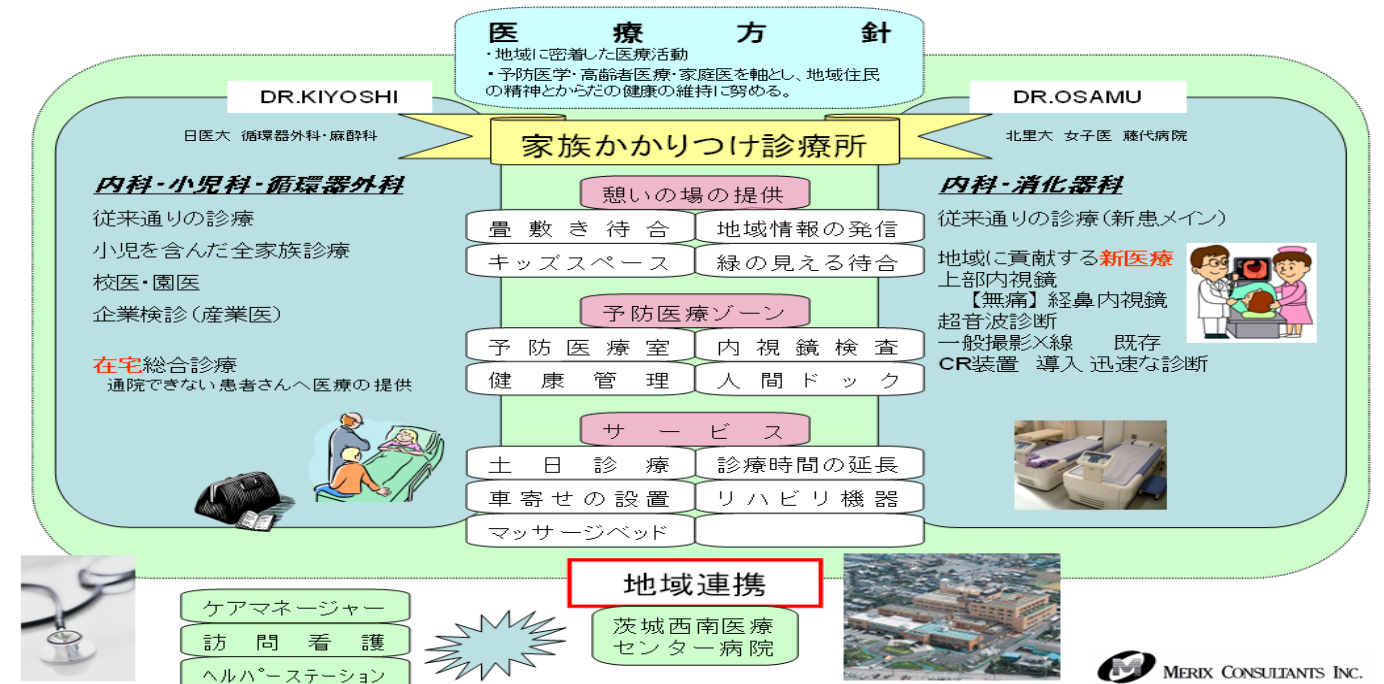 医療方針
・地域に密着した医療活動
・予防医学・高齢者医療・家庭医を軸とし、地域住民
の精神とからだの健康の維持に努める。
DR.KIYOSHI
日医大 循環器外科・麻酔科
内科・小児科・循環器外科
従来通りの診療
小児を含んだ全家族診療
校医・園医
企業検診(産業医)
在宅総合診療
通院できない患者さんへ医療の提供
家族かかりつけ診療所
憩いの場の提供
畳敷き待合 地域情報の発信
キッズスペース 緑の見える待合
予防医療ゾーン
予防医療室 内視鏡検査
健康管理 人間ドック
サービス
土日診療 診療時間の延長
車寄せの設置 リハビリ機器
マッサージベッド
DR.OSAMU
北里大 女子医 藤代病院
内科・消化器科
従来通りの診療(新患メイン)
地域に貢献する新医療
上部内視鏡
【無痛】経鼻内視鏡
超音波診断
一般撮影X線 既存
CR装置 導入 迅速な診断
地域連携
ケアマネージャー
訪問看護
ヘルパーステーション
茨城西南医療
センター病院
MERIX CONSULTANTS INC.